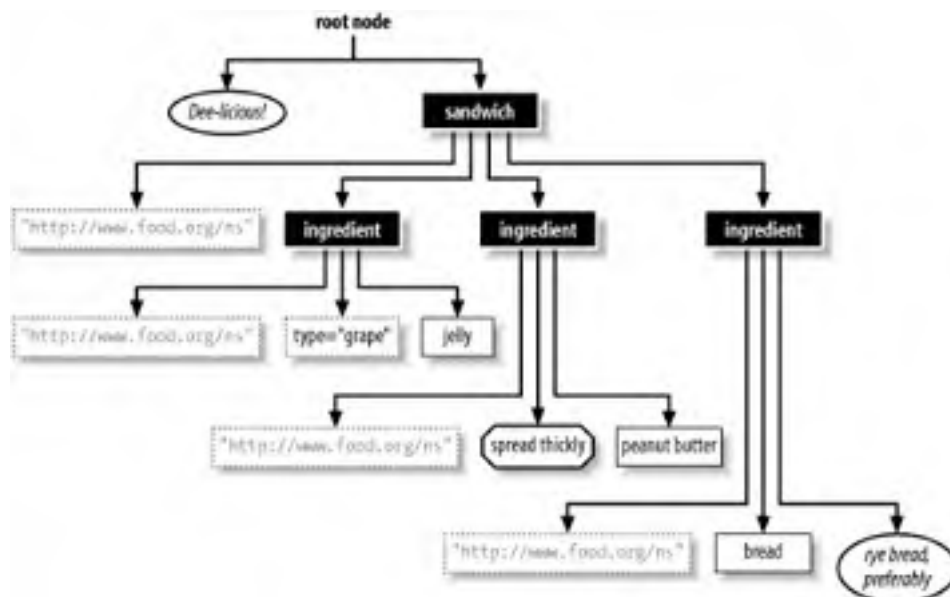 root node
Dee-licious!
sandwich
"http://www.food.org/ns"
ingredient
ingredient
ingredient
"http://www.food.org/ns"
type="grape"
jelly
"http://www.food.org/ns"
spread thickly
peanut butter
"http://www.food.org/ns"
bread
rye bread,
preferably